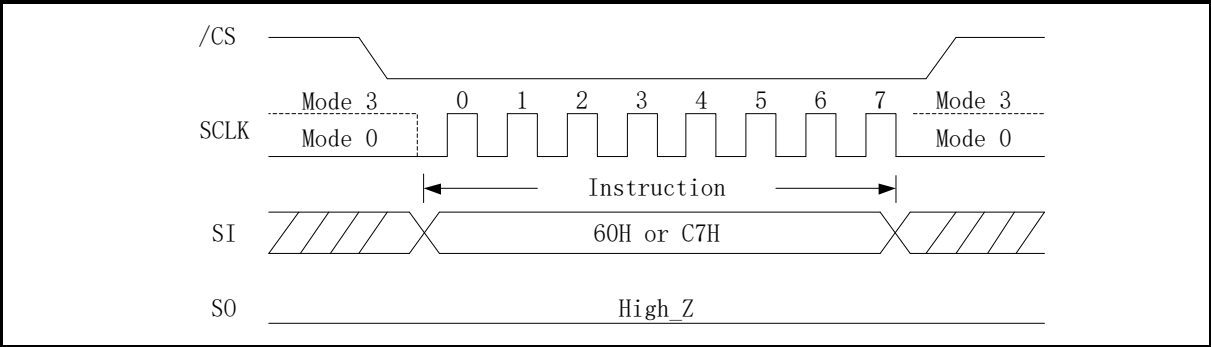 /CS
Mode 3 0 1 2 3 4 5 6 7 Mode 3
SCLK
Mode 0 Mode 0
Instruction
SI 60H or C7H
SO High_Z